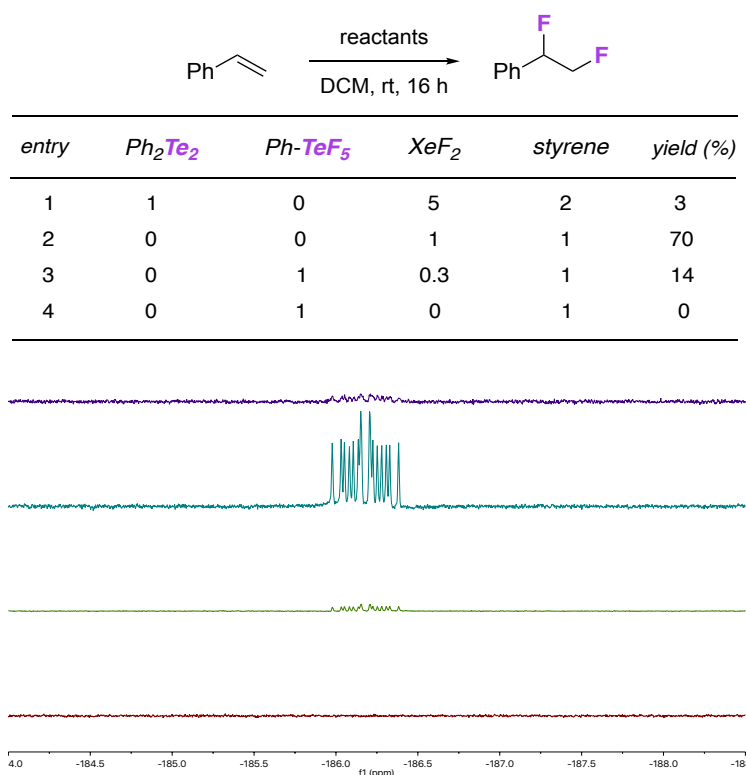 F
reactants
Ph
Ph
F
DCM, rt, 16 h
entry Ph2Te2 Ph-TeF5 XeF2 styrene yield (%)
1 1 0 5 2 3
2 0 0 1 1 70
3 0 1 0.3 1 14
4 0 1 0 1 0
4.0 -184.5 -185.0 -185.5 -186.0 -186.5 -187.0 -187.5 -188.0 -18
f1 (ppm)